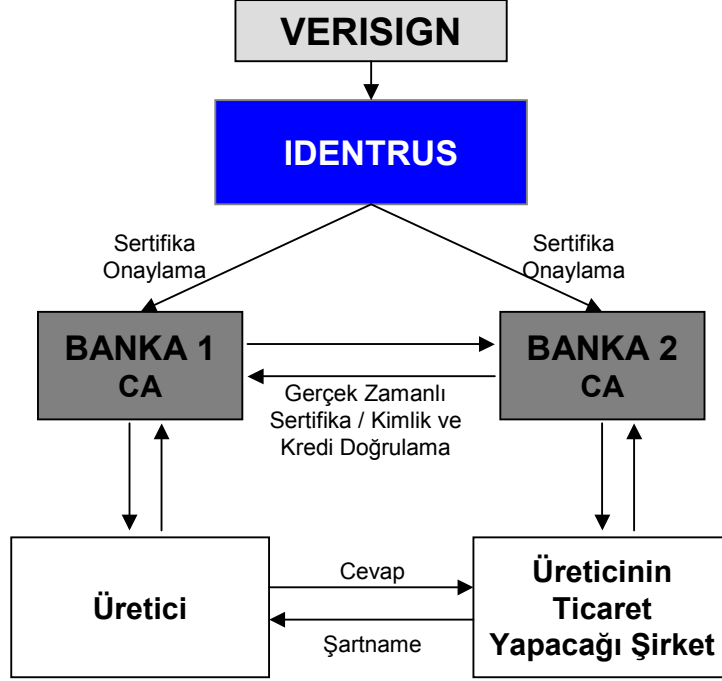 VERISIGN
IDENTRUS
Sertifika
Onaylama
Sertifika
Onaylama
BANKA 1
CA
BANKA 2
CA
Gerçek Zamanlı
Sertifika / Kimlik ve
Kredi Doğrulama
Üretici
Cevap
Şartname
Üreticinin
Ticaret
Yapacağı Şirket